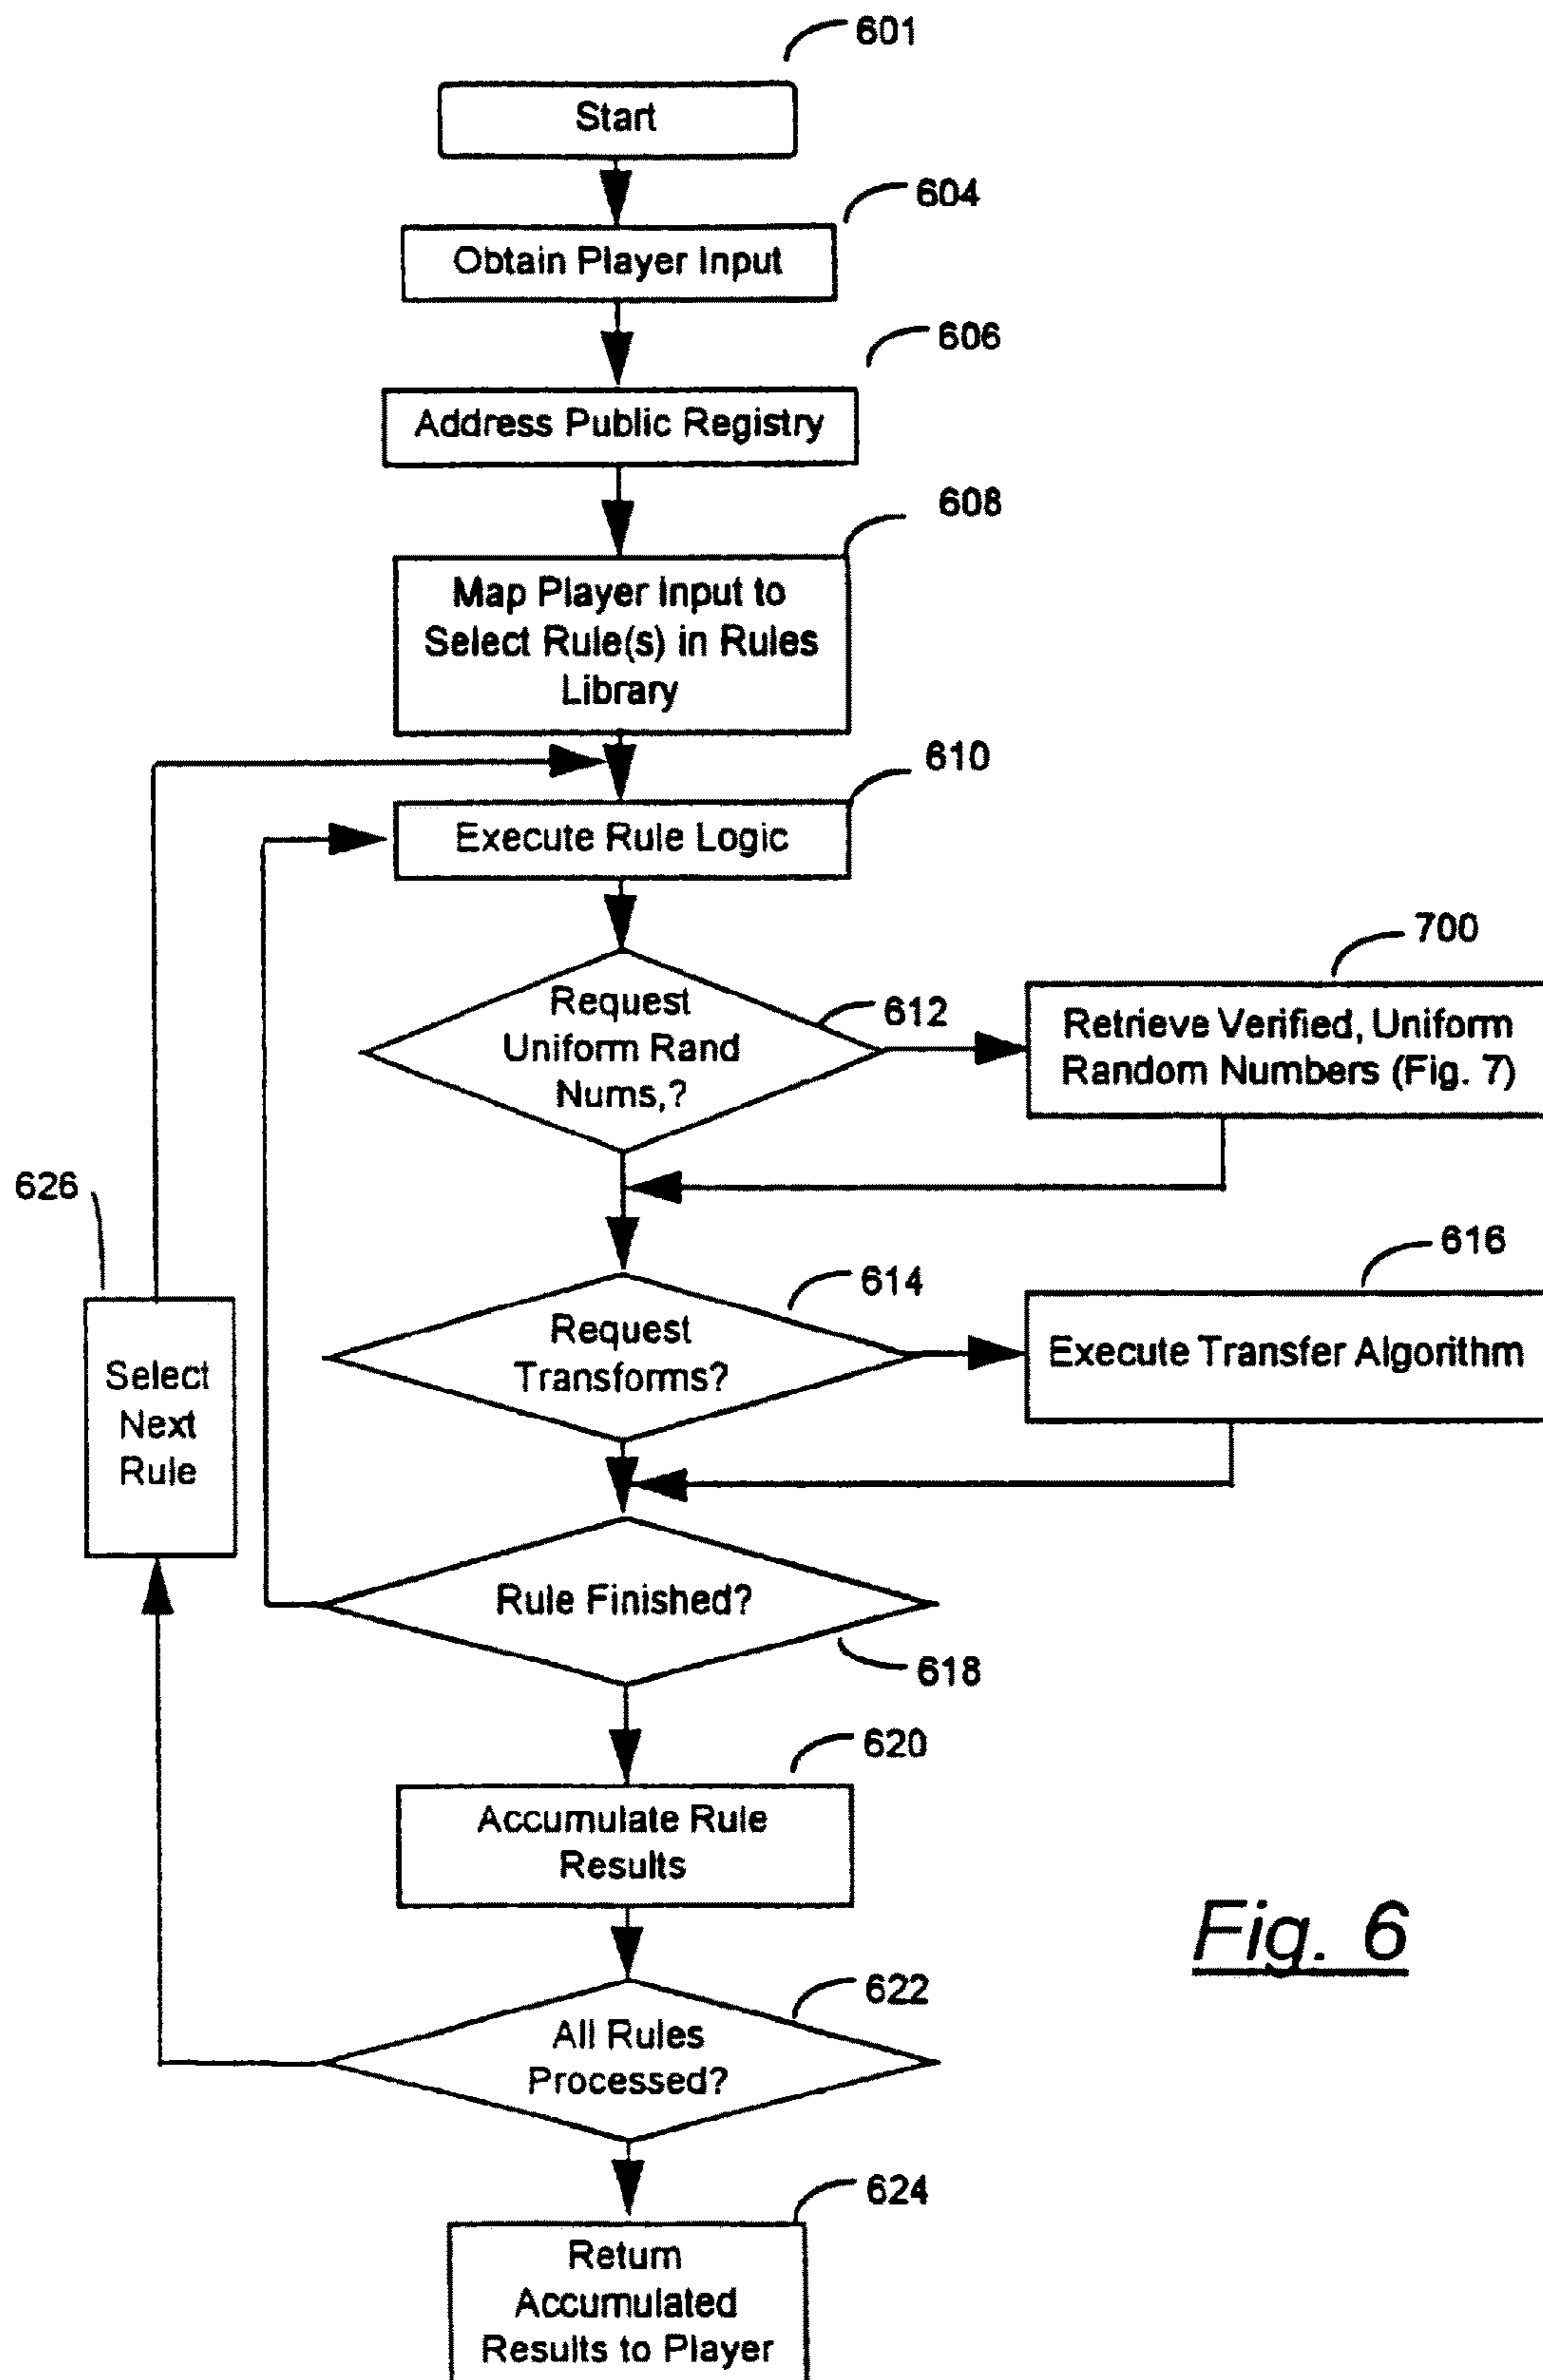 601
Start
604
Obtain Player Input
606
Address Public Registry
608
Map Player Input to
Select Rule(s) in Rules
Library
610
Execute Rule Logic
700
Request
Uniform Rand
Nums,?
612
Retrieve Verified, Uniform
Random Numbers (Fig. 7)
626
616
614
Request
Transforms?
Execute Transfer Algorithm
Select
Next
Rule
Rule Finished?
618
620
Accumulate Rule
Results
Fig. 6
622
All Rules
Processed?
624
Return
Accumulated
Results to Player